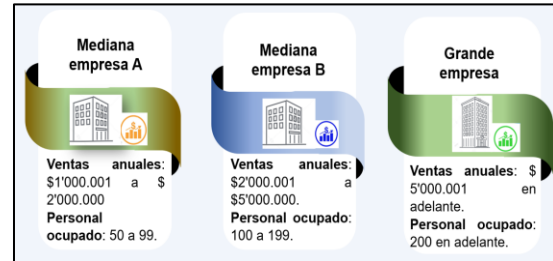 Mediana
empresa A
Ventas anuales:
$1'000.001 a $
2'000.000
Personal
ocupado: 50 a 99.
Mediana
empresa B
Ventas anuales:
$2'000.001 a
$5'000.000.
Personal ocupado:
100 a 199.
Grande
empresa
Ventas anuales: $
5'000.001 en
adelante.
Personal ocupado:
200 en adelante.